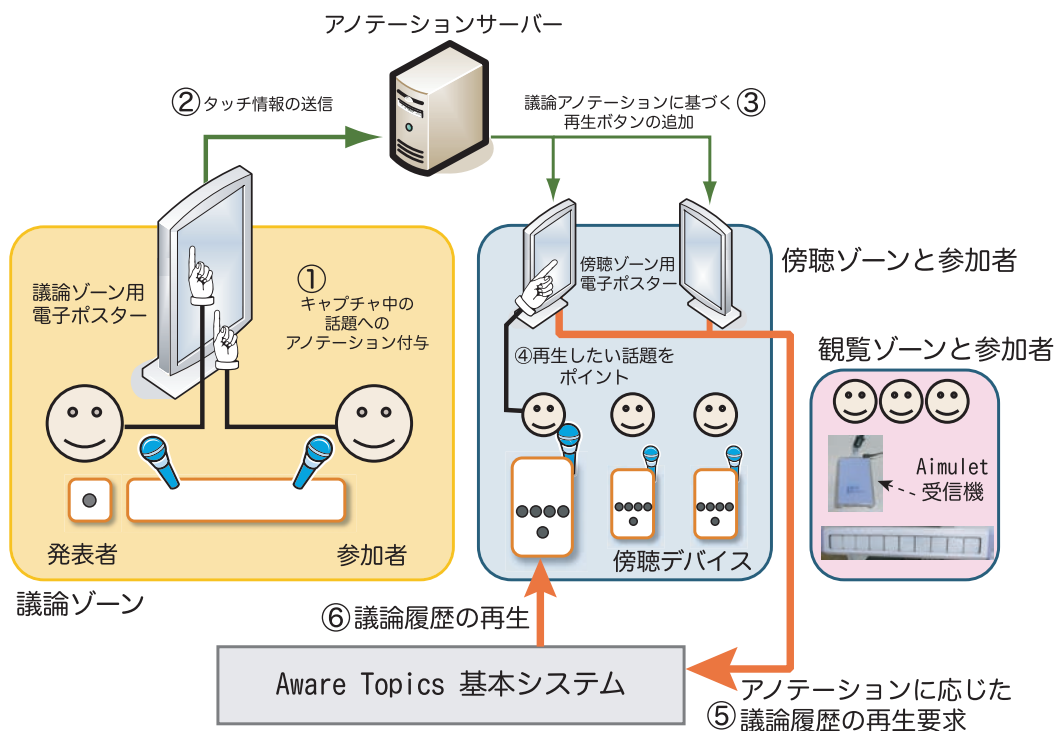 アノテーションサーバー
②タッチ情報の送信
議論アノテーションに基づく③
再生ボタンの追加
議論ゾーン用
電子ポスター
①
キャプチャ中の
話題への
アノテーション付与
傍聴ゾーン用
電子ポスター
傍聴ゾーンと参加者
④再生したい話題を
ポイント
観覧ゾーンと参加者
Aimulet
受信機
発表者
参加者
傍聴デバイス
議論ゾーン
⑥議論履歴の再生
Aware Topics 基本システム
アノテーションに応じた
⑤議論履歴の再生要求